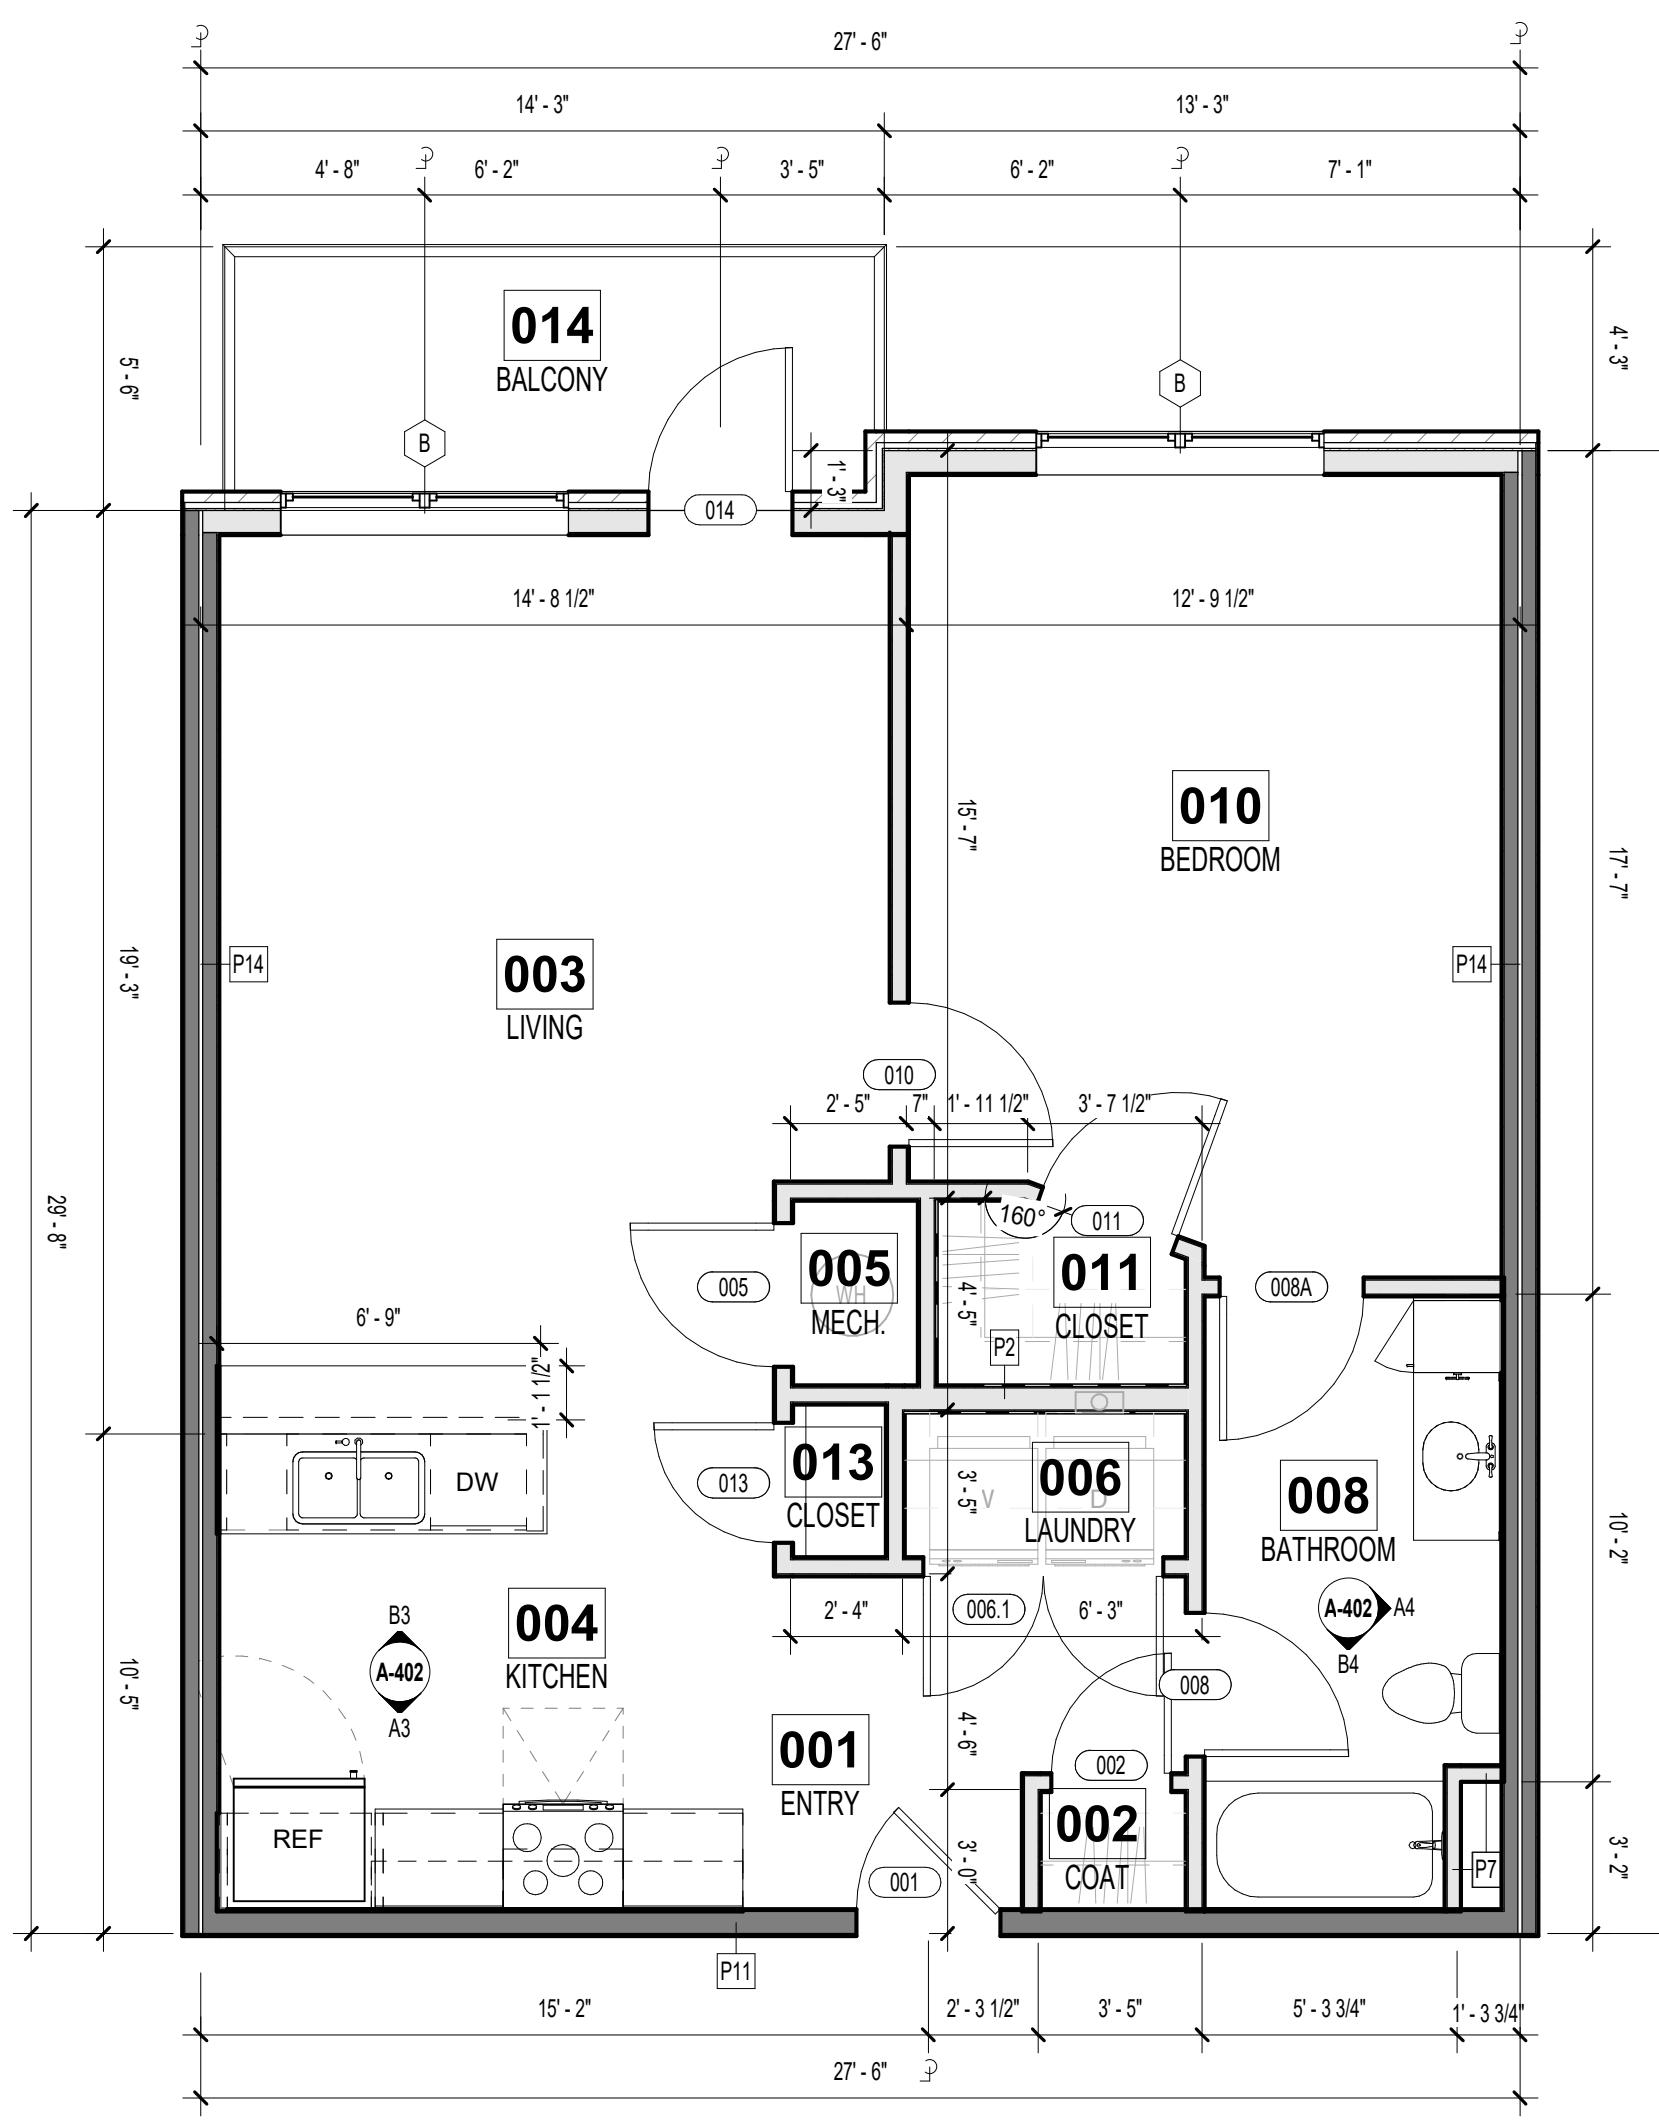 27' - 6"
14' - 3"
13' - 3"
4' - 8"
6' - 2"
3' - 5"
6' - 2"
7' - 1"
014
BALCONY
5' - 6"
4' - 3"
B
B
1' - 3"
014
14' - 8 1/2"
12' - 9 1/2"
010
BEDROOM
15' - 7"
17' - 7"
003
LIVING
P14
P14
19' - 3"
010
2' - 5"
7"
1' - 11 1/2"
3' - 7 1/2"
29' - 8"
160°
011
005
005
WH
MECH.
011
CLOSET
4' - 5"
008A
6' - 9"
P2
1' - 1 1/2"
DW
013
013
CLOSET
3' - 5"
006
D
LAUNDRY
008
BATHROOM
10' - 2"
004
KITCHEN
B3
A-402
A3
2' - 4"
006.1
6' - 3"
A-402
A4
B4
008
10' - 5"
4' - 6"
001
ENTRY
002
002
COAT
REF
3' - 0"
001
P7
3' - 2"
P11
15' - 2"
2' - 3 1/2"
3' - 5"
5' - 3 3/4"
1' - 3 3/4"
27' - 6"